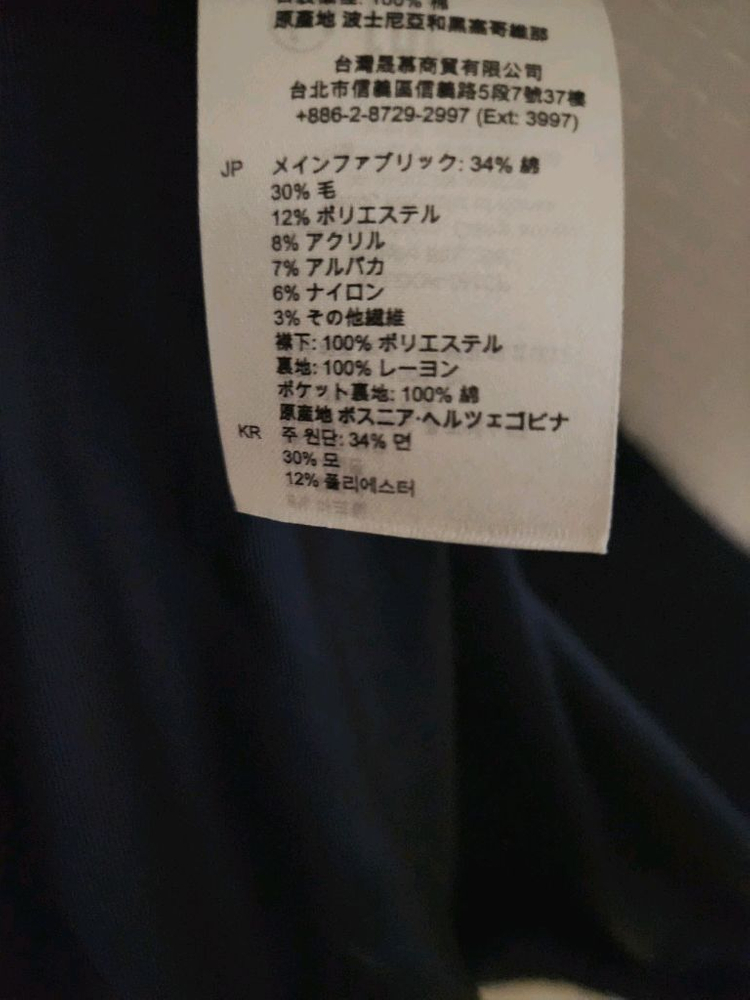 100% 棉
原產地 波士尼亞和黑塞哥維那
台灣晟慕商貿有限公司
台北市信義區信義路5段7號37樓
+886-2-8729-2997 (Ext: 3997)
JP メインファブリック: 34% 綿
30% 毛
12% ポリエステル
8% アクリル
7% アルパカ
6% ナイロン
3% その他繊維
襟下: 100% ポリエステル
裏地: 100% レーヨン
ポケット裏地: 100% 綿
原産地 ボスニア·ヘルツェゴビナ
KR 주 원단: 34% 면
30% 모
12% 폴리에스터